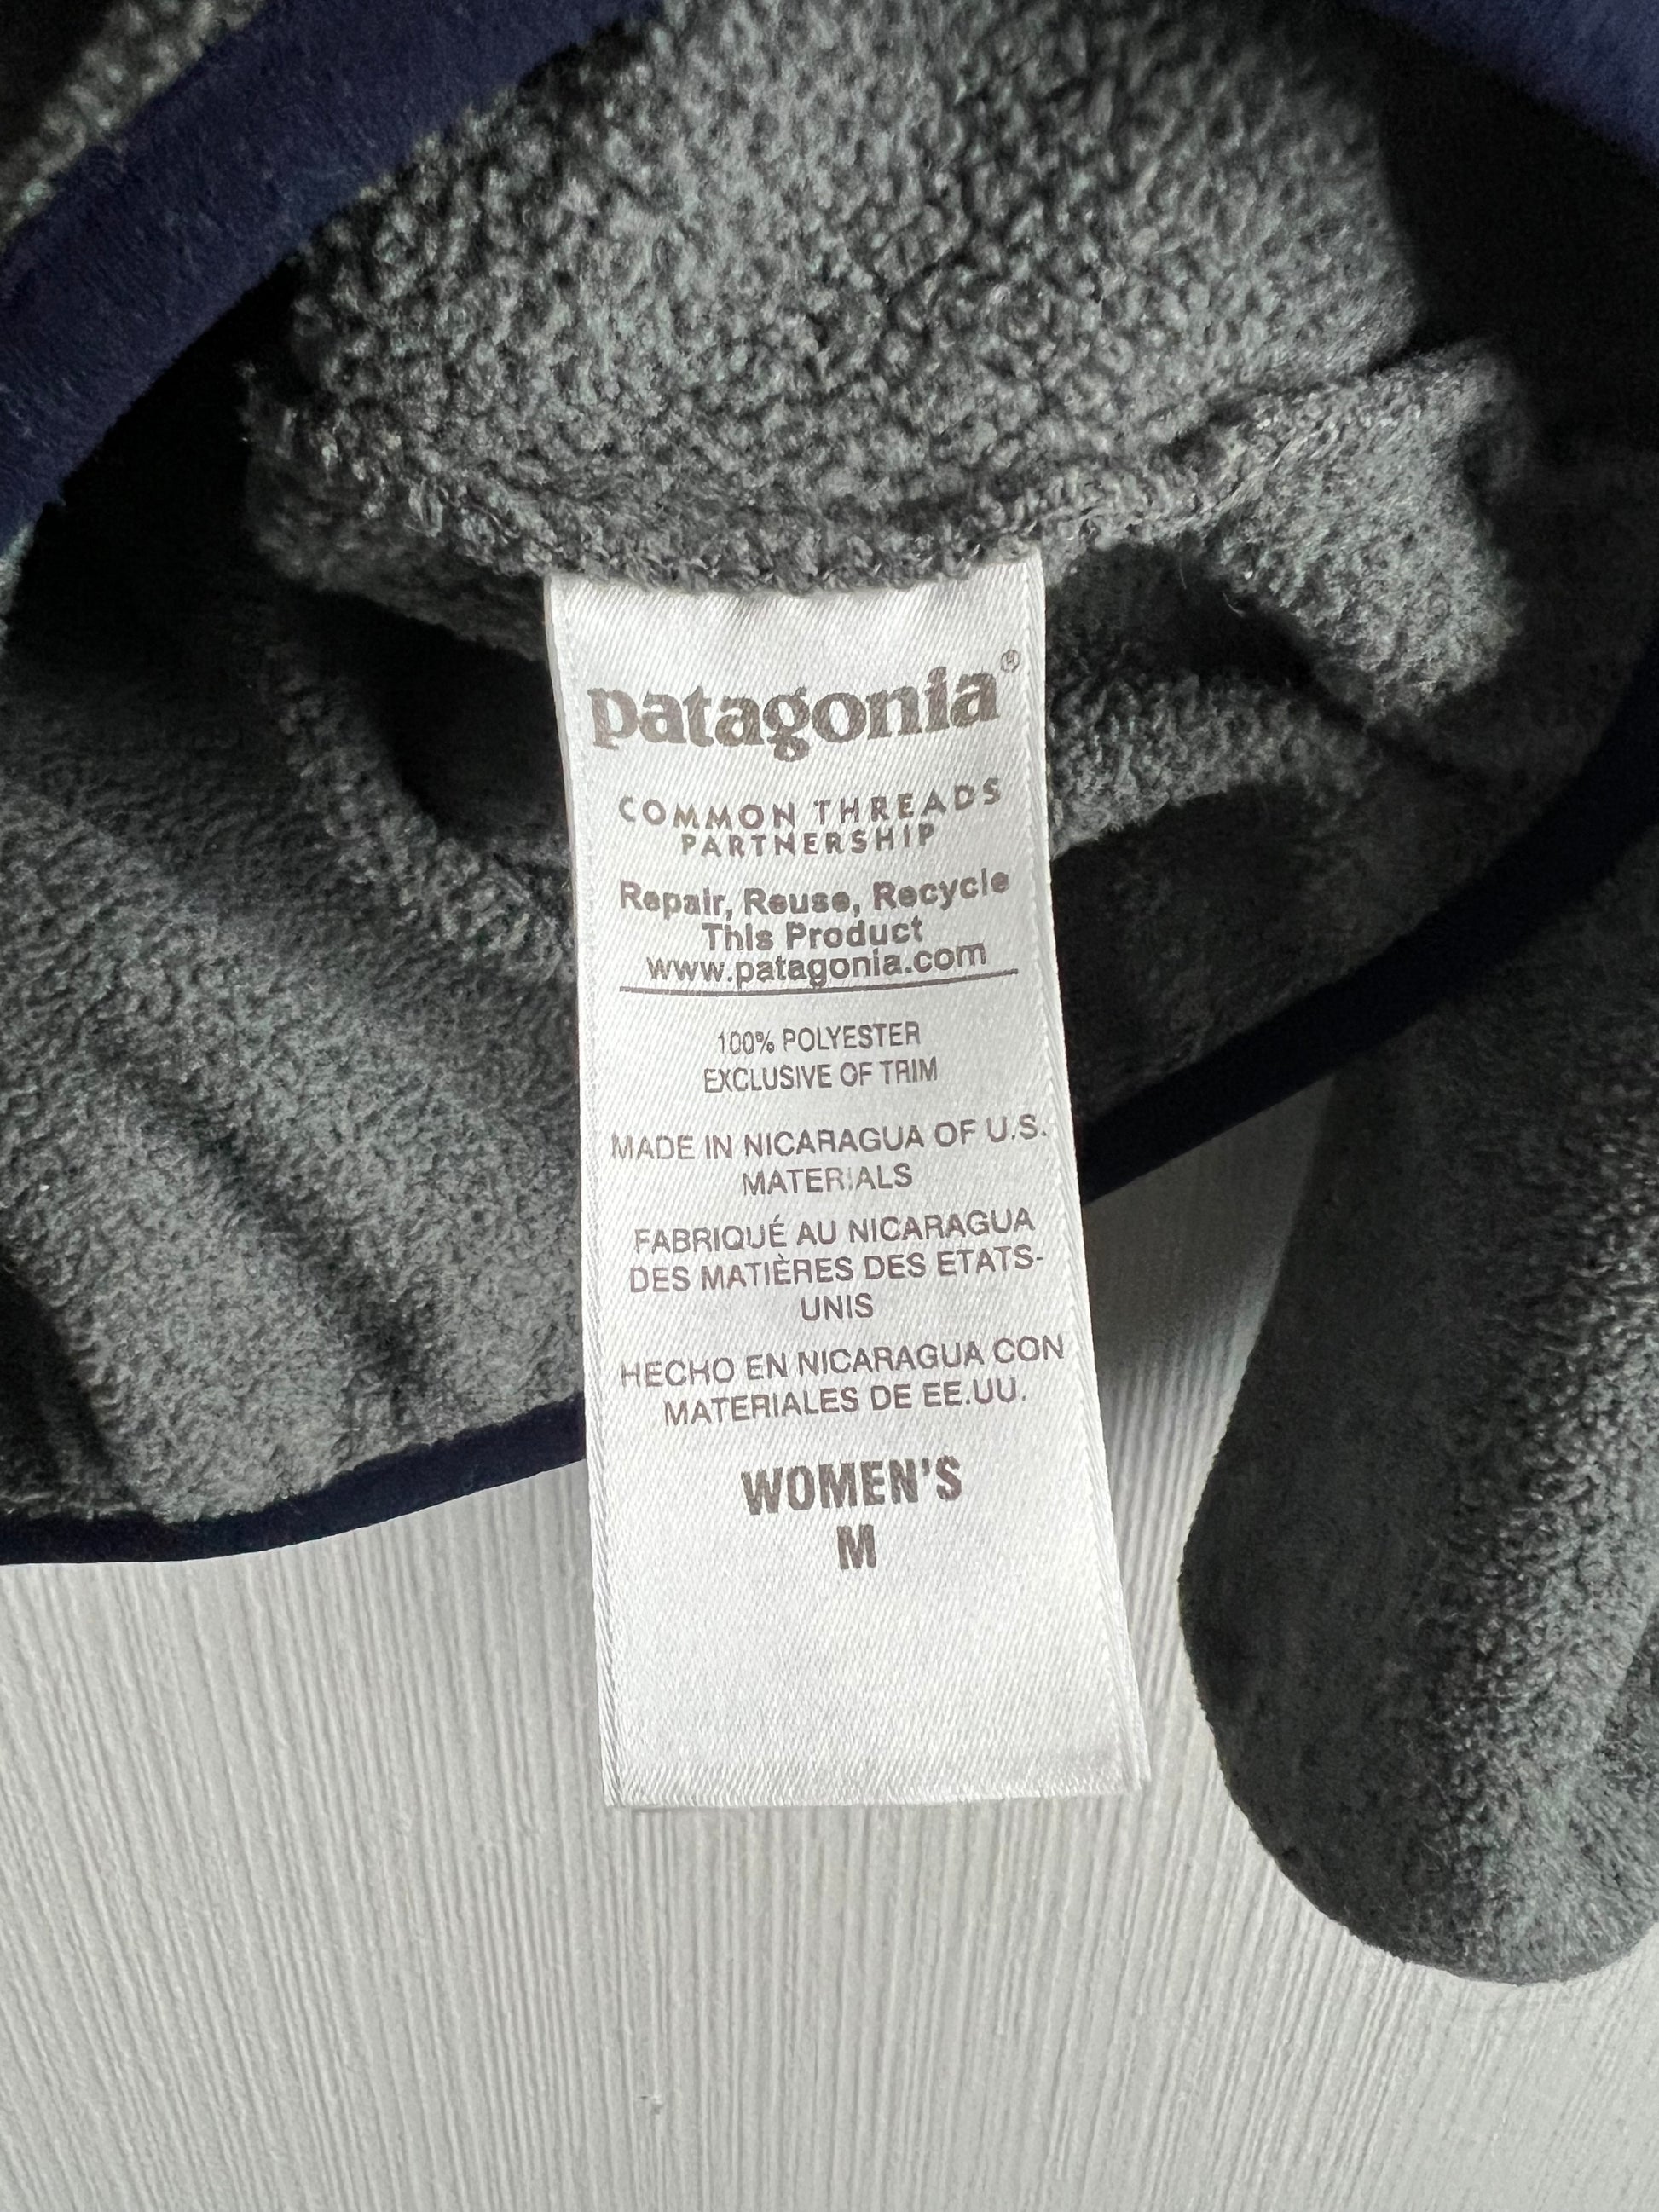 patagonia®
COMMON THREADS
PARTNERSHIP
Repair, Reuse, Recycle
This Product
www.patagonia.com
100% POLYESTER
EXCLUSIVE OF TRIM
MADE IN NICARAGUA OF U.S.
MATERIALS
FABRIQUÉ AU NICARAGUA
DES MATIÈRES DES ETATS-
UNIS
HECHO EN NICARAGUA CON
MATERIALES DE EE.UU.
WOMEN'S
M